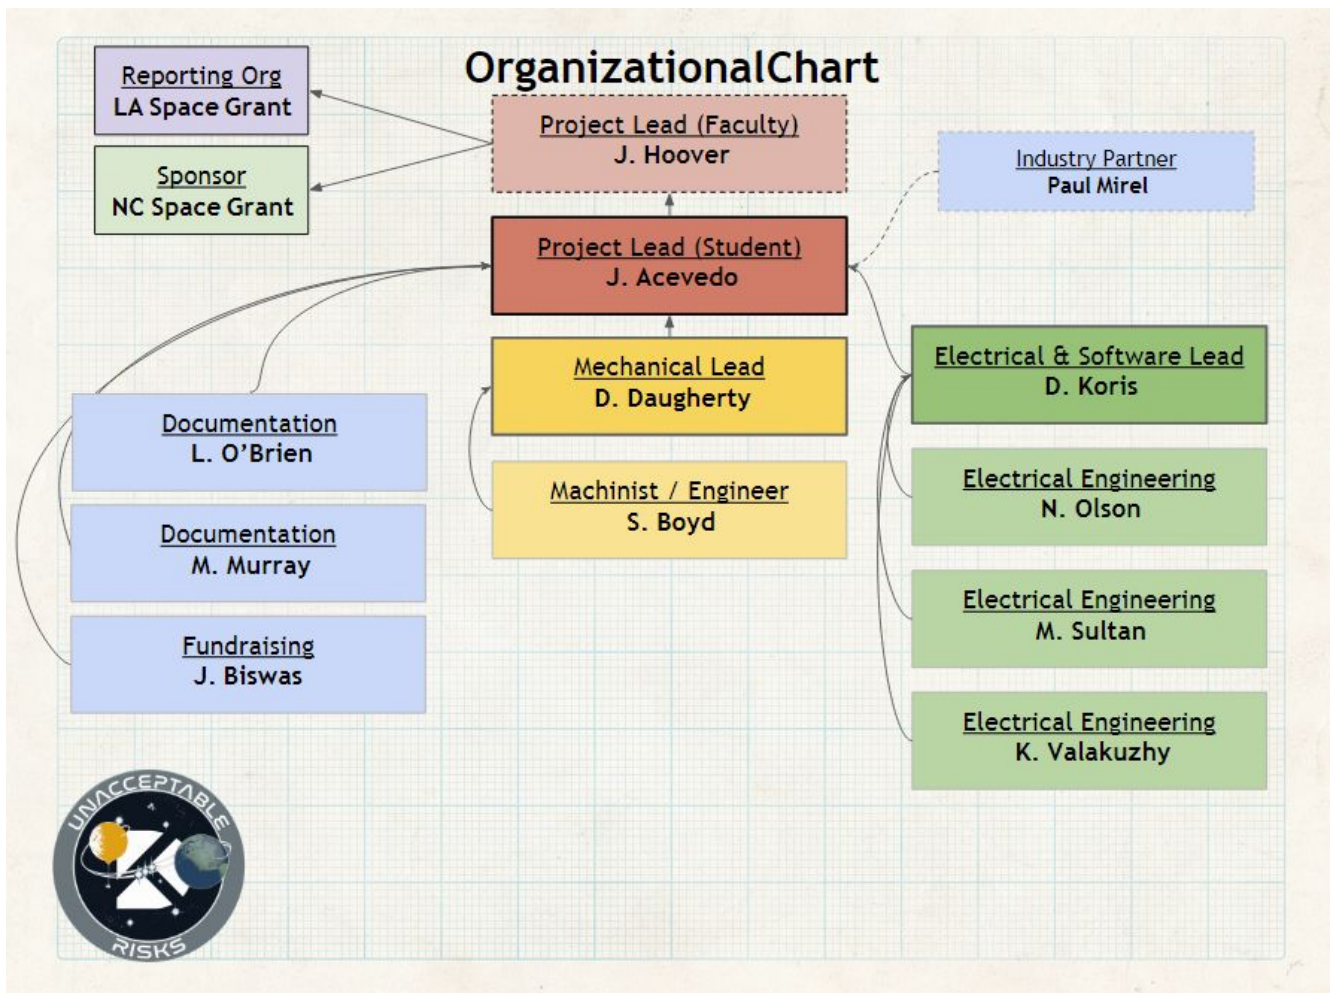 OrganizationalChart
Reporting Org
LA Space Grant
Sponsor
NC Space Grant
Project Lead (Faculty)
J. Hoover
Industry Partner
Paul Mirel
Project Lead (Student)
J. Acevedo
Mechanical Lead
D. Daugherty
Machinist / Engineer
S. Boyd
Electrical & Software Lead
D. Koris
Electrical Engineering
N. Olson
Electrical Engineering
M. Sultan
Electrical Engineering
K. Valakuzhy
Documentation
L. O’Brien
Documentation
M. Murray
Fundraising
J. Biswas
UNACCEPTABLE
RISKS